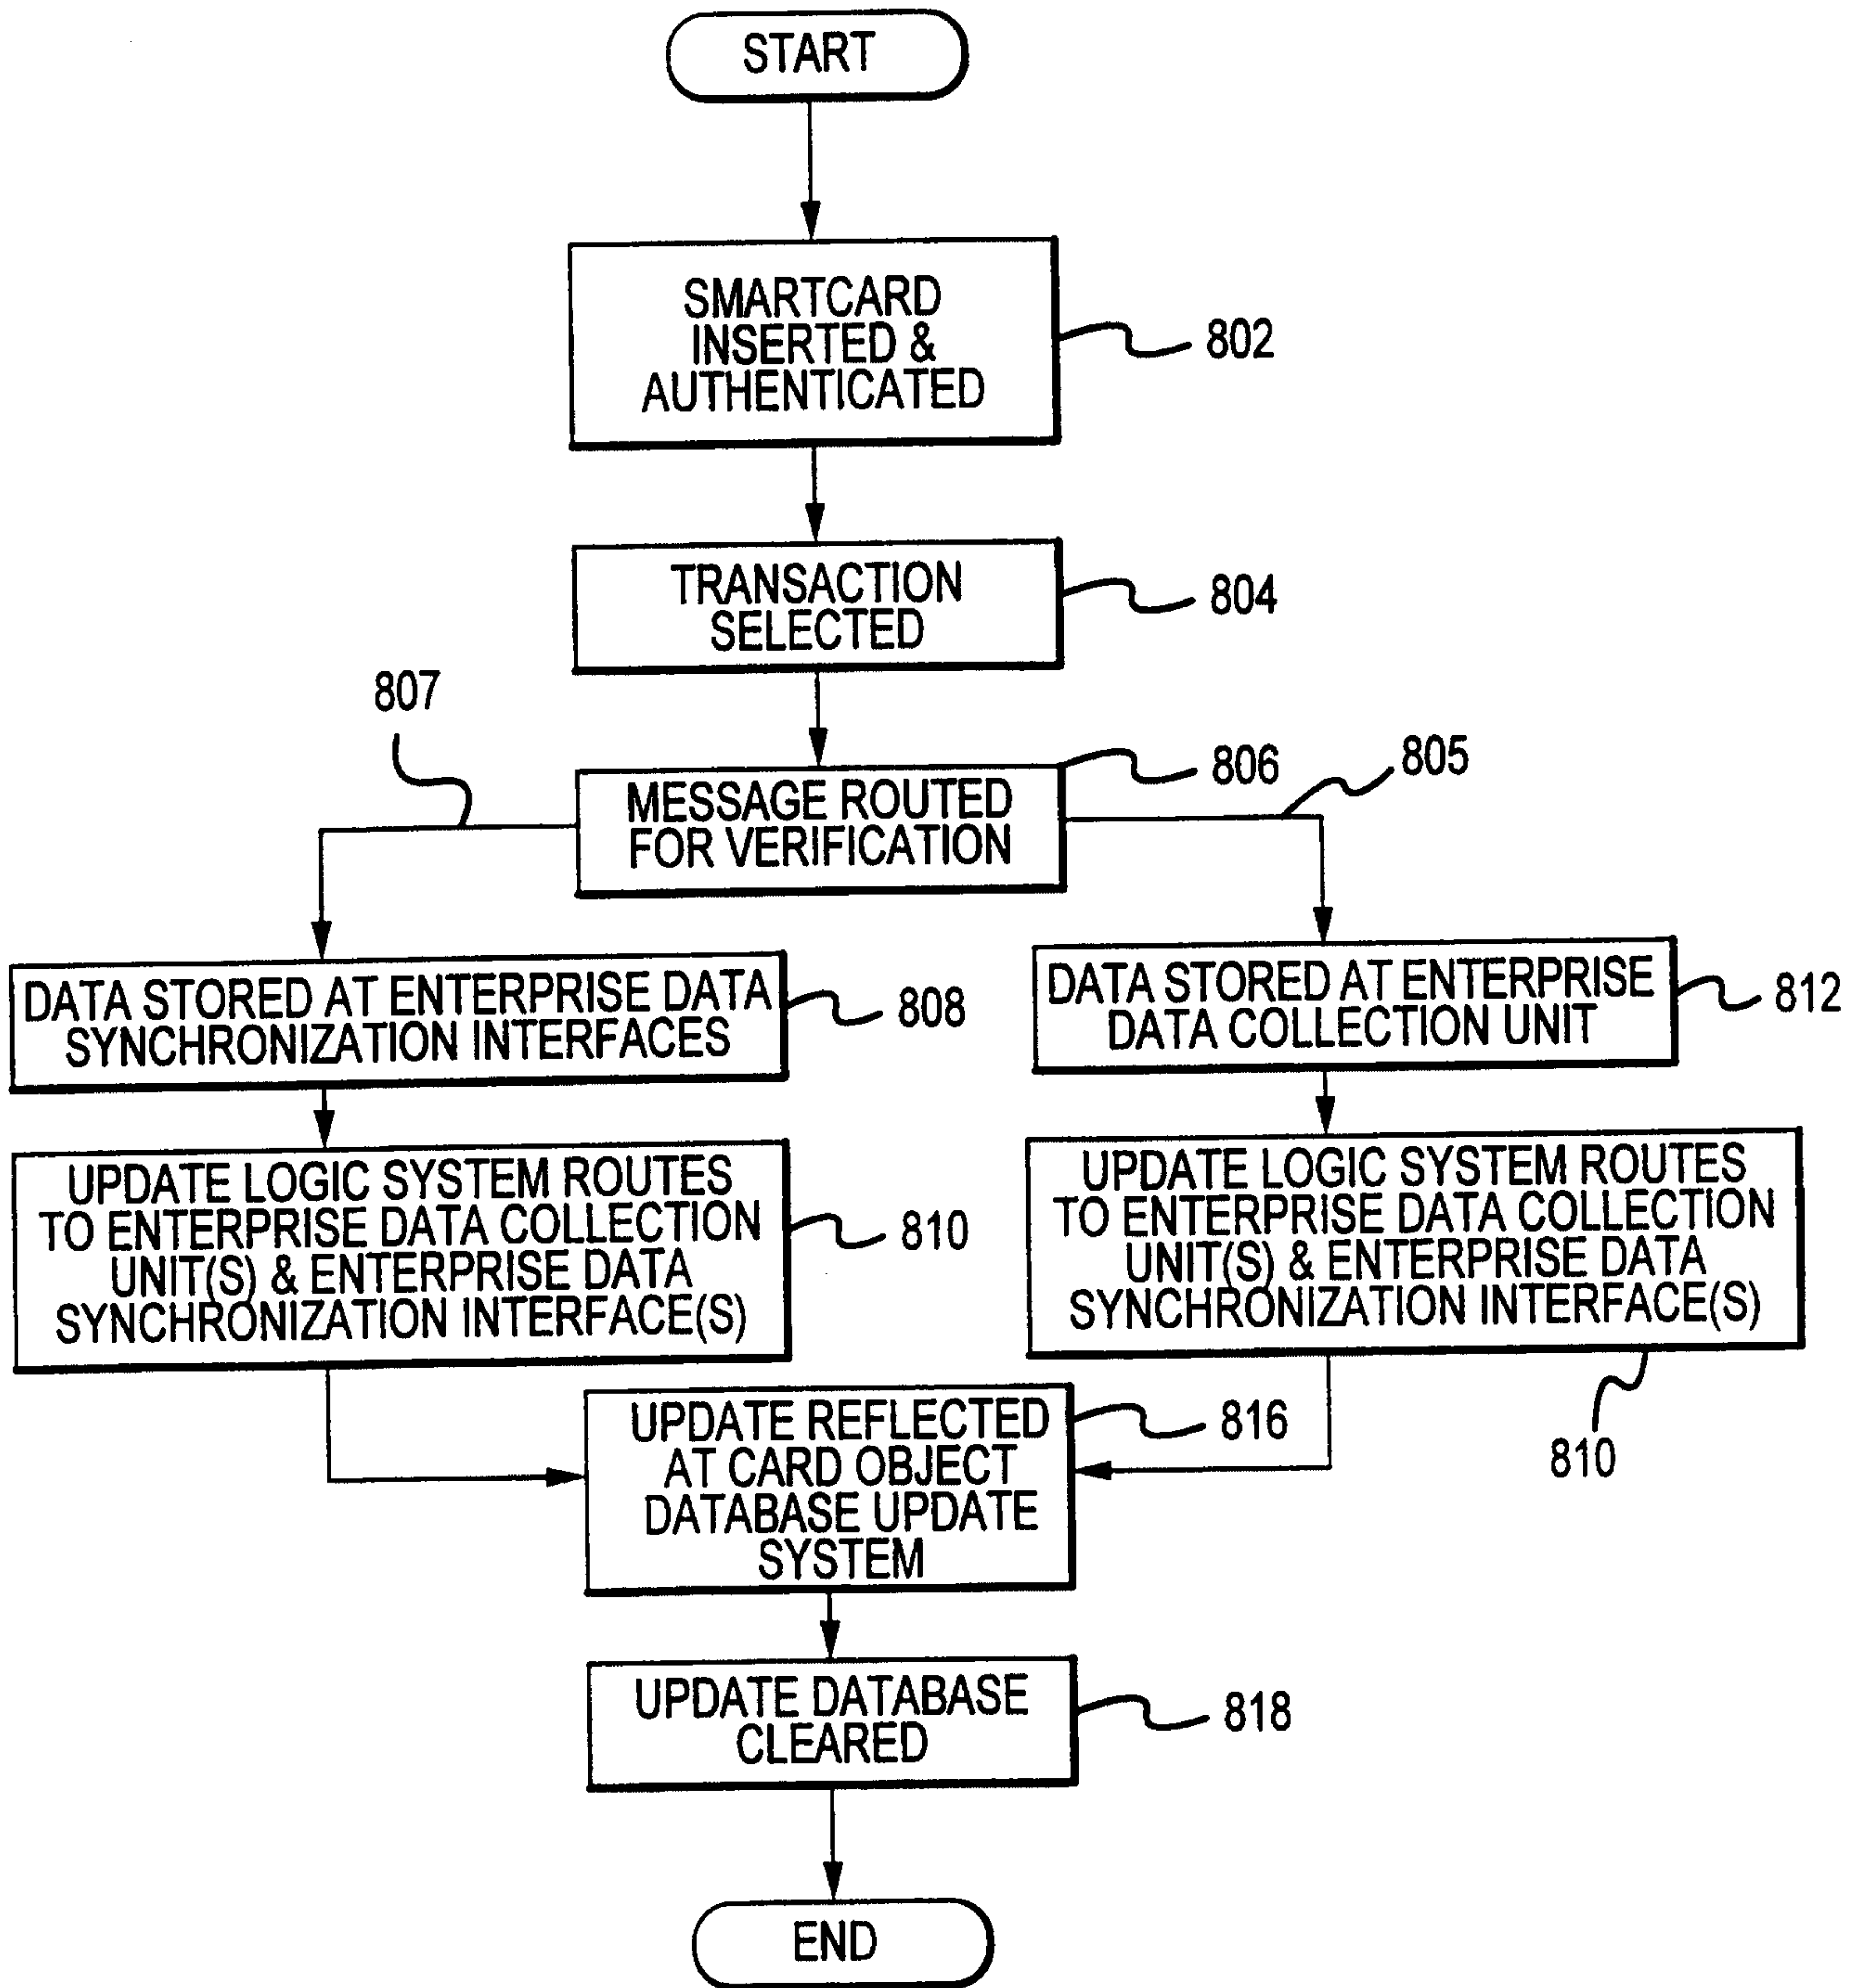 START
SMARTCARD
INSERTED &
AUTHENTICATED
802
TRANSACTION
SELECTED
804
807
MESSAGE ROUTED
FOR VERIFICATION
806
805
DATA STORED AT ENTERPRISE DATA
SYNCHRONIZATION INTERFACES
808
DATA STORED AT ENTERPRISE
DATA COLLECTION UNIT
812
UPDATE LOGIC SYSTEM ROUTES
TO ENTERPRISE DATA COLLECTION
UNIT(S) & ENTERPRISE DATA
SYNCHRONIZATION INTERFACE(S)
810
UPDATE LOGIC SYSTEM ROUTES
TO ENTERPRISE DATA COLLECTION
UNIT(S) & ENTERPRISE DATA
SYNCHRONIZATION INTERFACE(S)
810
UPDATE REFLECTED
AT CARD OBJECT
DATABASE UPDATE
SYSTEM
816
UPDATE DATABASE
CLEARED
818
END